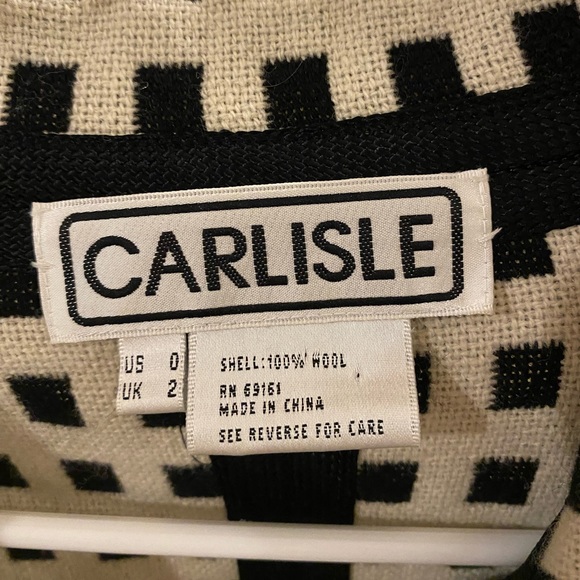 CARLISLE
US 0
UK 2
SHELL:100% WOOL
RN 69161
MADE IN CHINA
SEE REVERSE FOR CARE